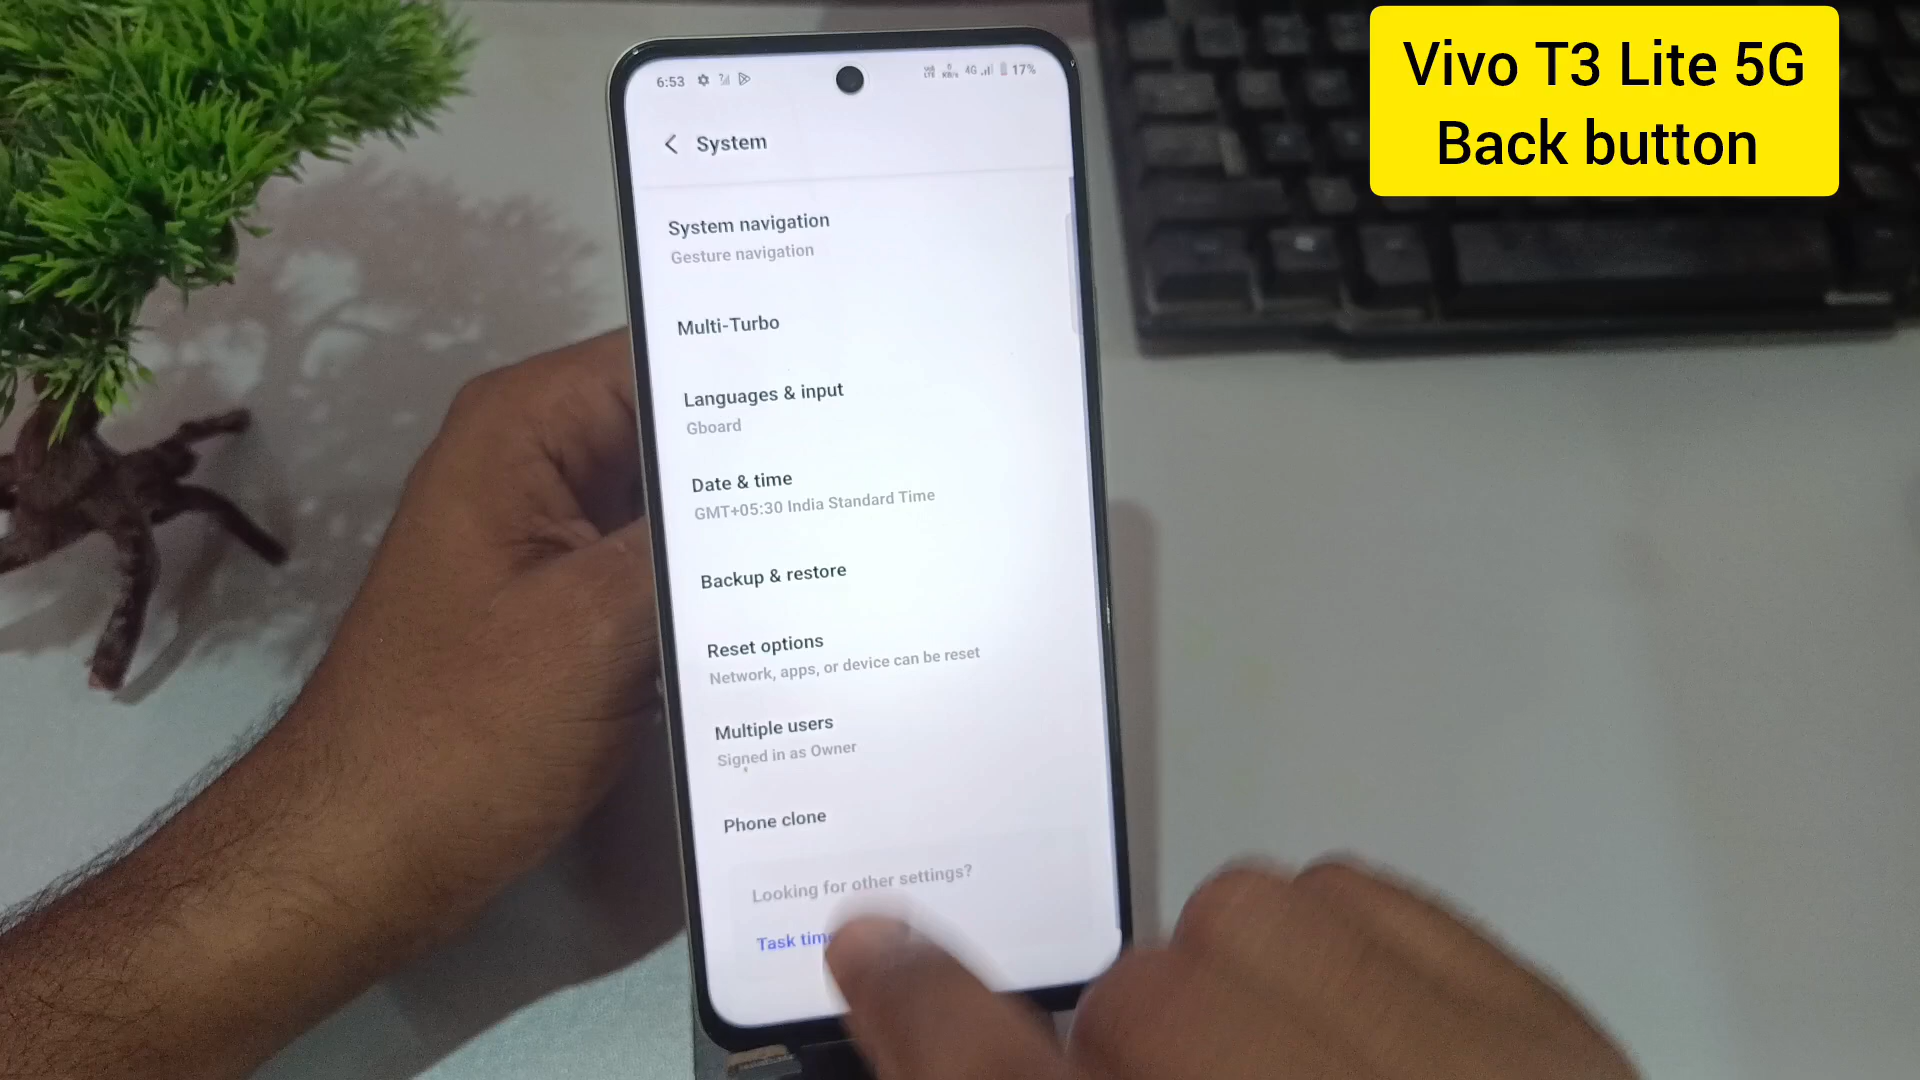 Vivo T3 Lite 5G
Back button
6:53
4G
17%
System
System navigation
Gesture navigation
Multi-Turbo
Languages & input
Gboard
Date & time
GMT+05:30 India Standard Time
Backup & restore
Reset options
Network, apps, or device can be reset
Multiple users
Signed in as Owner
Phone clone
Looking for other settings?
Task